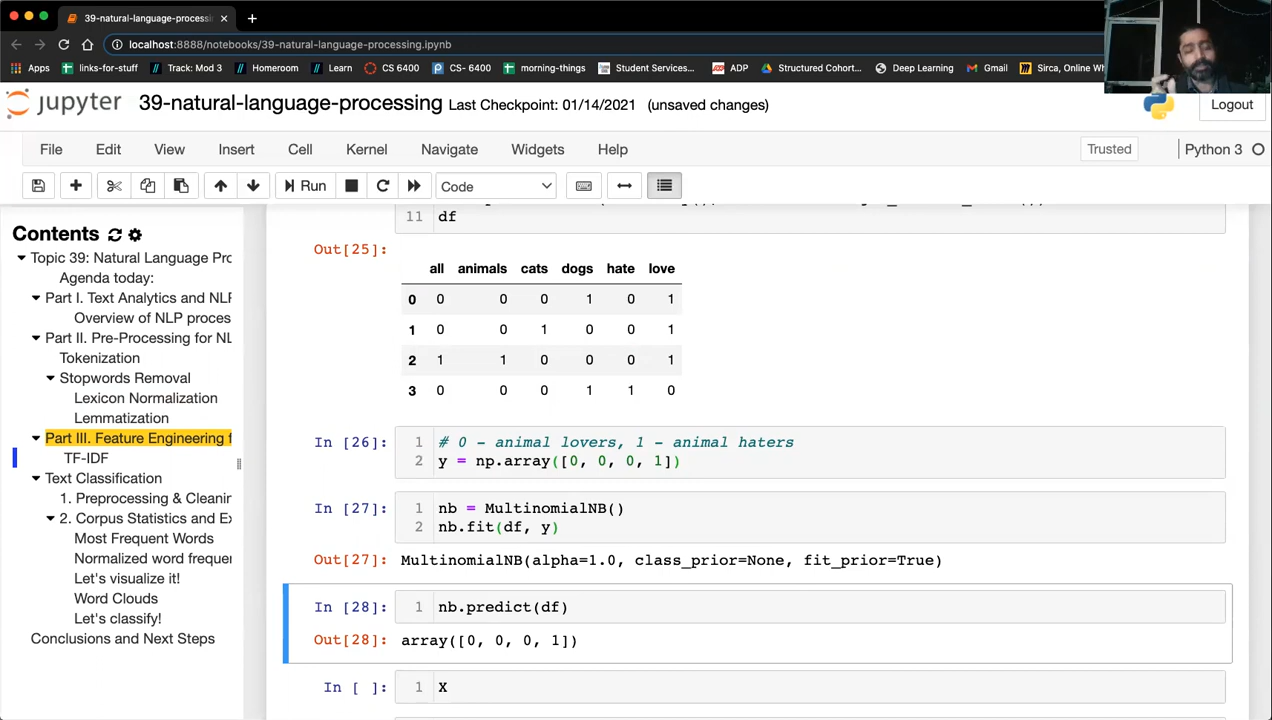 39-natural-language-processing
localhost:8888/notebooks/39-natural-language-processing.ipynb
Apps links-for-stuff Track: Mod 3 Homeroom Learn CS 6400 CS- 6400 morning-things Student Services... ADP Structured Cohort... Deep Learning Gmail Sirca, Online Wh
jupyter 39-natural-language-processing Last Checkpoint: 01/14/2021 (unsaved changes) Logout
File Edit View Insert Cell Kernel Navigate Widgets Help Trusted Python 3
Run Code
Contents
Topic 39: Natural Language Prc
Agenda today:
Part I. Text Analytics and NLP
Overview of NLP proces
Part II. Pre-Processing for NL
Tokenization
Stopwords Removal
Lexicon Normalization
Lemmatization
Part III. Feature Engineering f
TF-IDF
Text Classification
1. Preprocessing & Cleanin
2. Corpus Statistics and Ex
Most Frequent Words
Normalized word frequer
Let's visualize it!
Word Clouds
Let's classify!
Conclusions and Next Steps
11 df
Out[25]:
all animals cats dogs hate love
0 0 0 0 1 0 1
1 0 0 1 0 0 1
2 1 1 0 0 0 1
3 0 0 0 1 1 0
In [26]: 1 # 0 - animal lovers, 1 - animal haters
2 y = np.array([0, 0, 0, 1])
In [27]: 1 nb = MultinomialNB()
2 nb.fit(df, y)
Out[27]: MultinomialNB(alpha=1.0, class_prior=None, fit_prior=True)
In [28]: 1 nb.predict(df)
Out[28]: array([0, 0, 0, 1])
In [ ]: 1 X